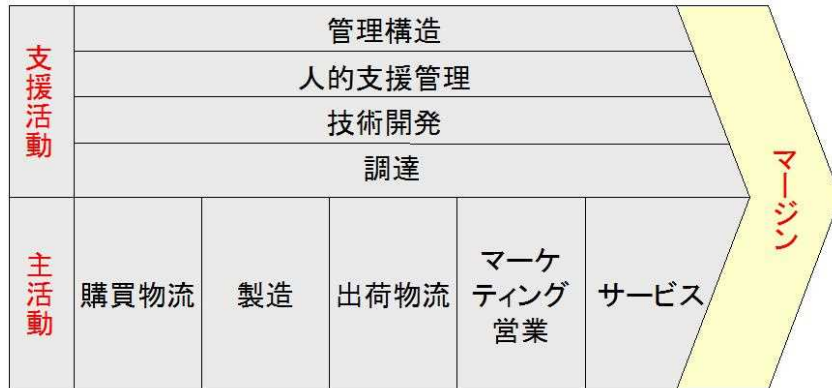 支援活動
管理構造
人的支援管理
技術開発
調達
主活動
購買物流
製造
出荷物流
マーケ
ティング
営業
サービス
マージン